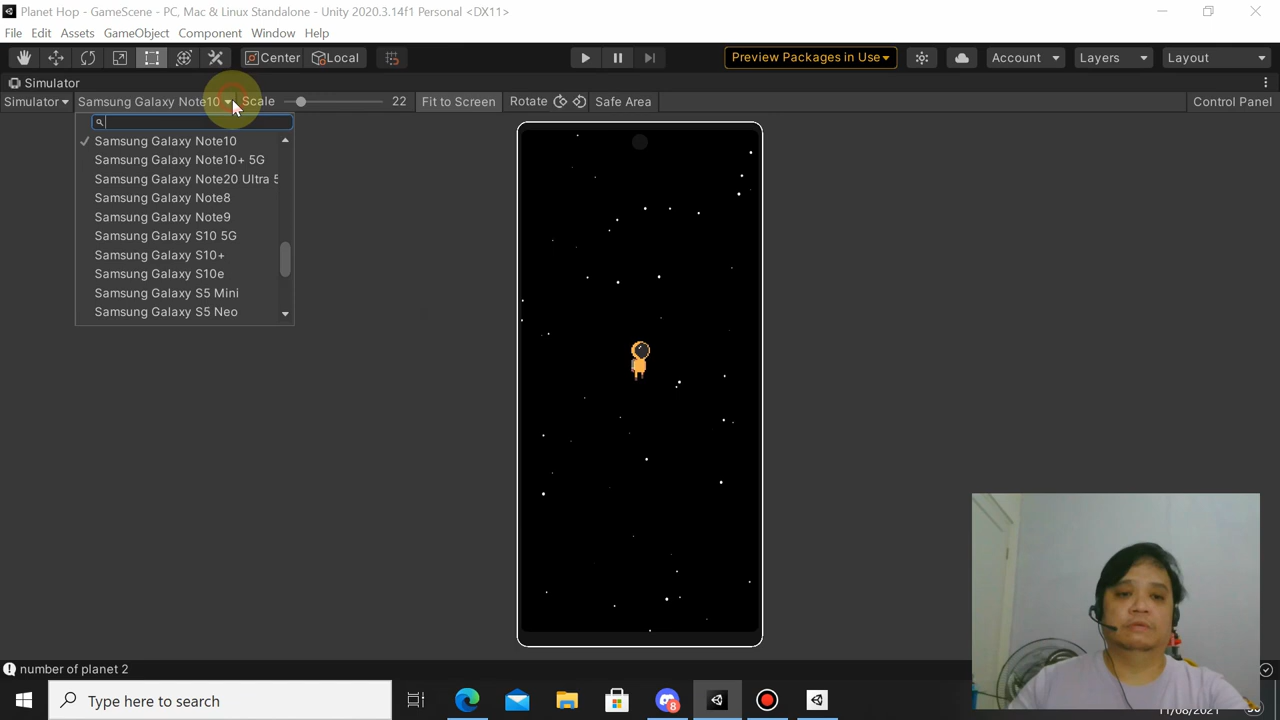 Planet Hop - GameScene - PC, Mac & Linux Standalone - Unity 2020.3.14f1 Personal <DX11>
File Edit Assets GameObject Component Window Help
Center Local Preview Packages in Use Account Layers Layout
Simulator
Simulator Samsung Galaxy Note10 Scale 22 Fit to Screen Rotate Safe Area Control Panel
Samsung Galaxy Note10
Samsung Galaxy Note10+ 5G
Samsung Galaxy Note20 Ultra 5
Samsung Galaxy Note8
Samsung Galaxy Note9
Samsung Galaxy S10 5G
Samsung Galaxy S10+
Samsung Galaxy S10e
Samsung Galaxy S5 Mini
Samsung Galaxy S5 Neo
number of planet 2
Type here to search
8
11/08/2021